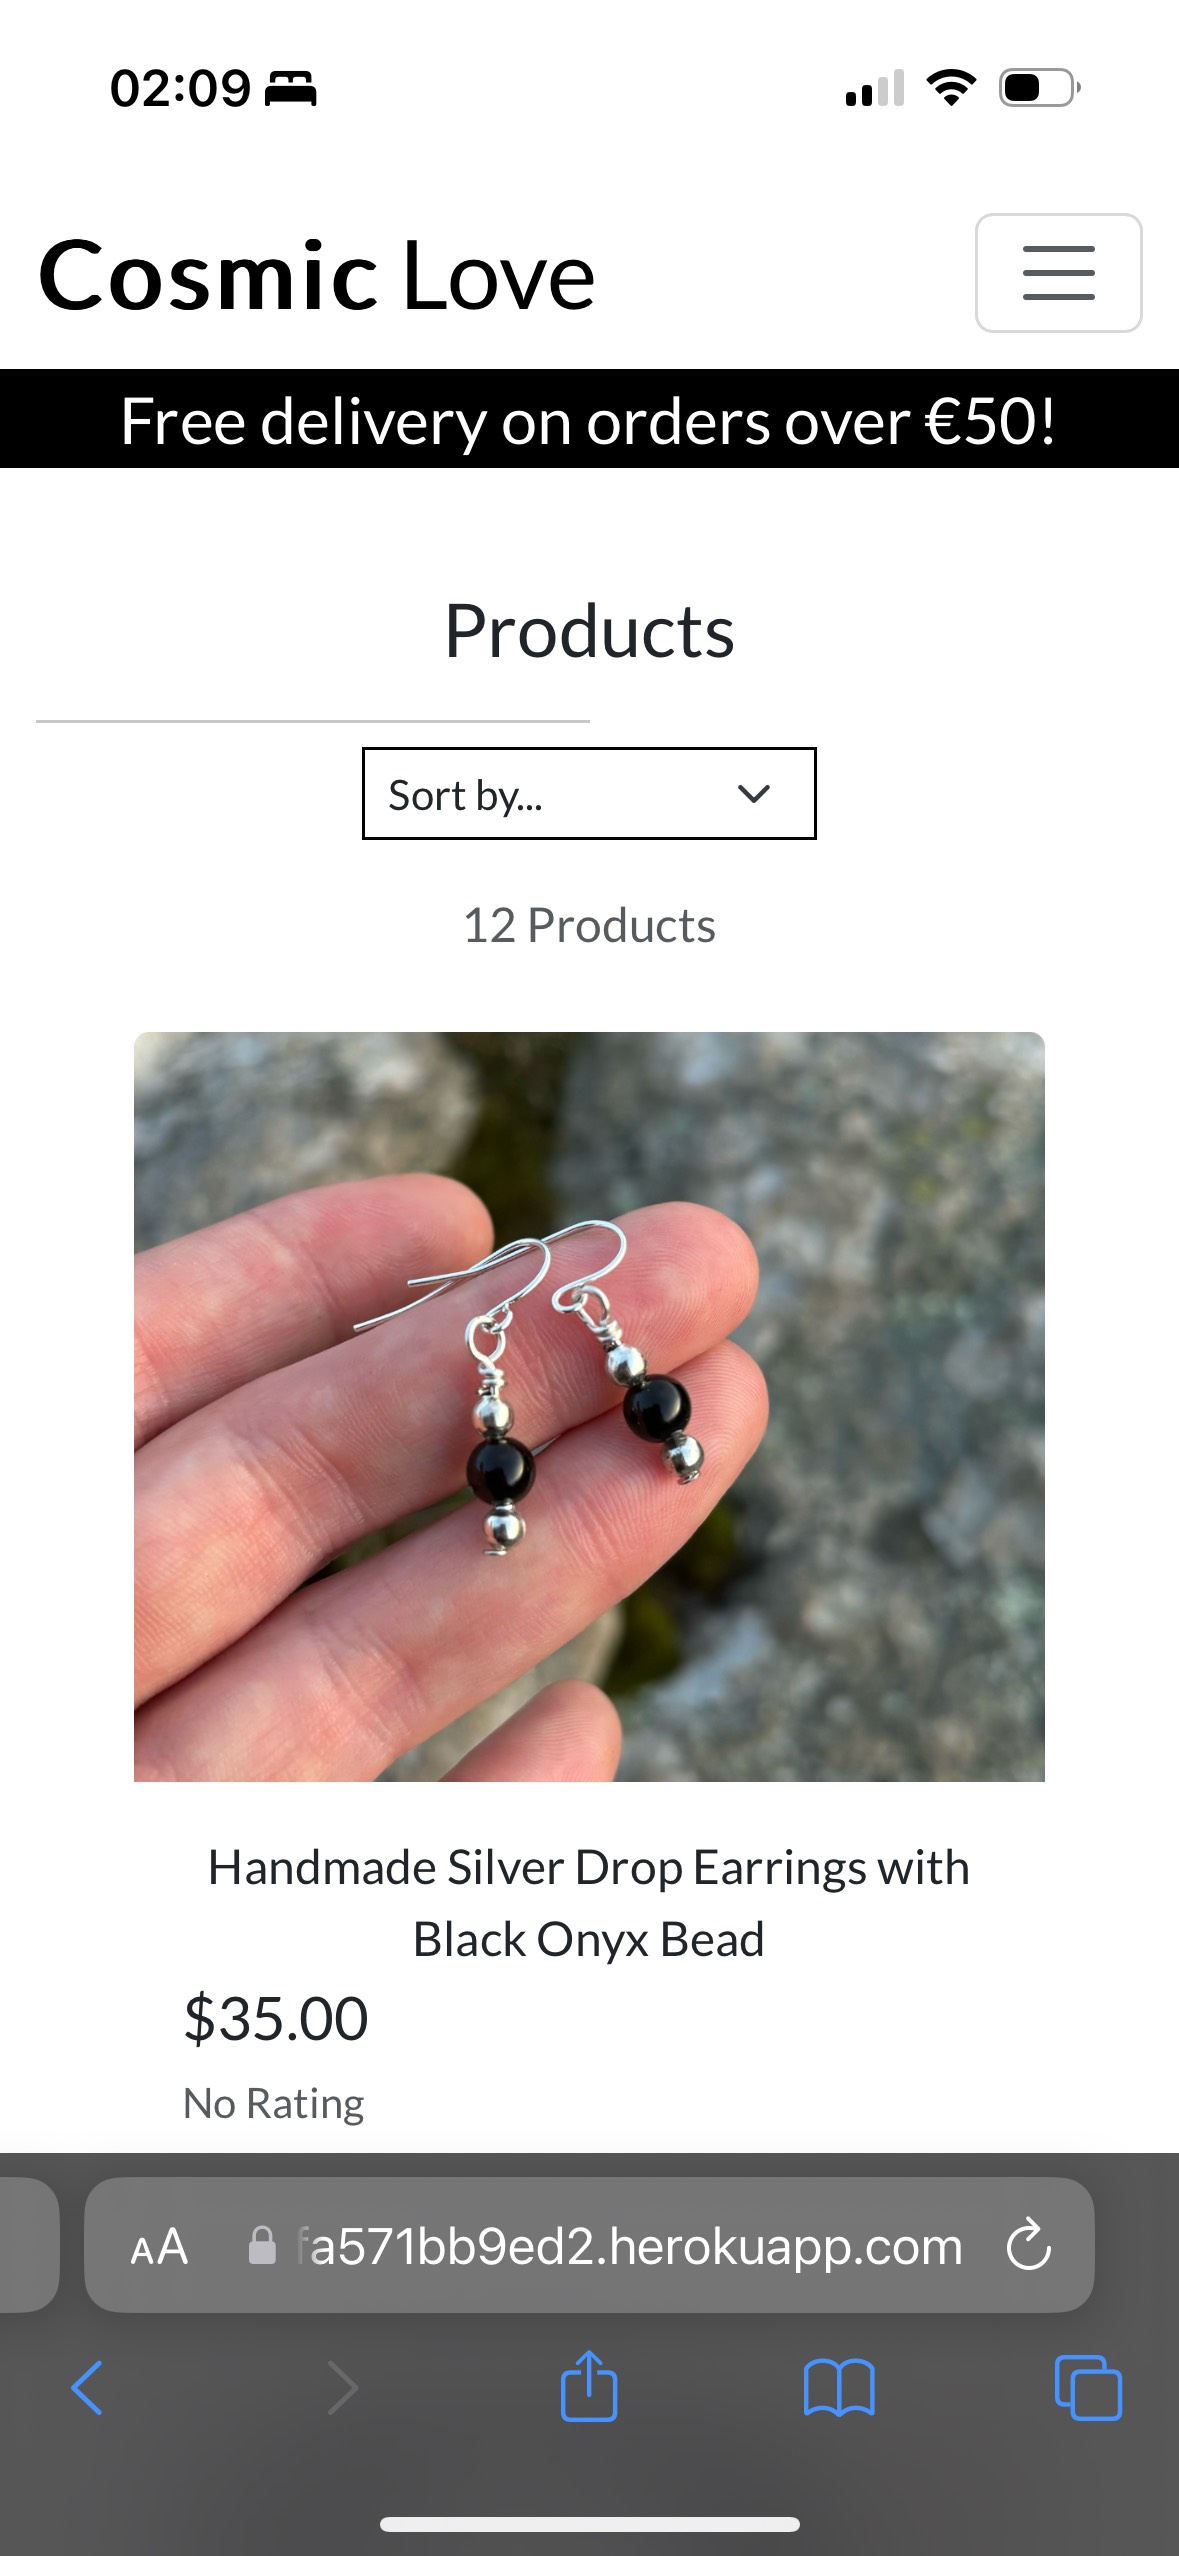 02:09
Cosmic Love
Free delivery on orders over €50!
Products
Sort by...
12 Products
Handmade Silver Drop Earrings with
Black Onyx Bead
$35.00
No Rating
AA fa571bb9ed2.herokuapp.com